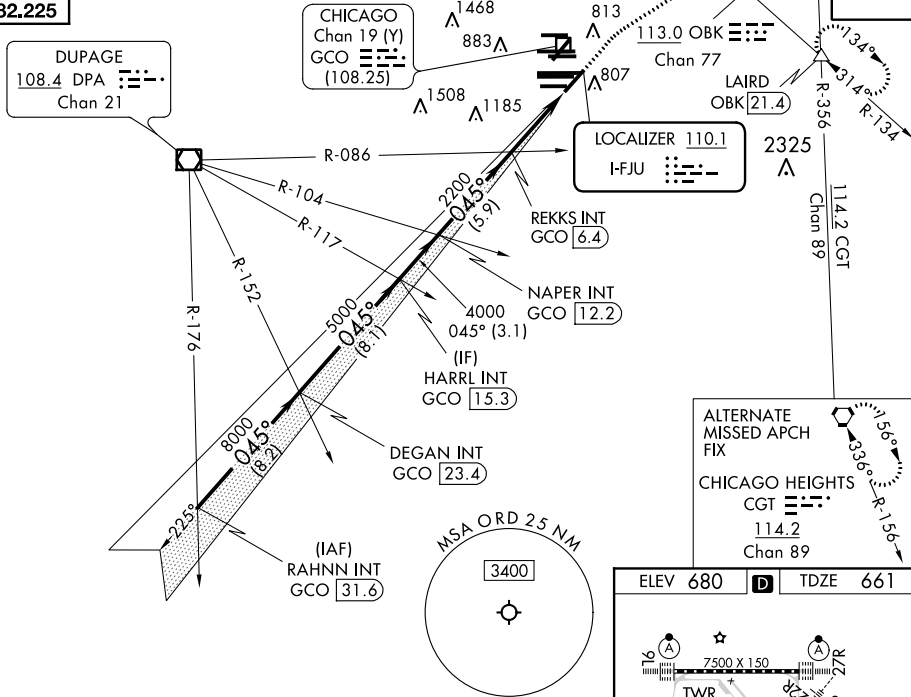 32.225
DUPAGE
108.4 DPA
Chan 21
CHICAGO
Chan 19 (Y)
GCO
(108.25)
1468
883
813
807
1508
1185
113.0 OBK
Chan 77
LAIRD
OBK 21.4
134°
314°
R-134
R-356
LOCALIZER 110.1
I-FJU
2325
114.2 CGT
Chan 89
R-086
R-104
R-117
R-152
R-176
2200
045°
(5.9)
REKKS INT
GCO 6.4
NAPER INT
GCO 12.2
4000
045° (3.1)
5000
045°
(8.1)
(IF)
HARRL INT
GCO 15.3
8000
045°
(8.2)
DEGAN INT
GCO 23.4
225°
(IAF)
RAHNN INT
GCO 31.6
MSA ORD 25 NM
3400
ALTERNATE
MISSED APCH
FIX
CHICAGO HEIGHTS
CGT
114.2
Chan 89
156°
336°
R-156
ELEV 680 D TDZE 661
A
A
9L
7500 X 150
27R
TWR
22R